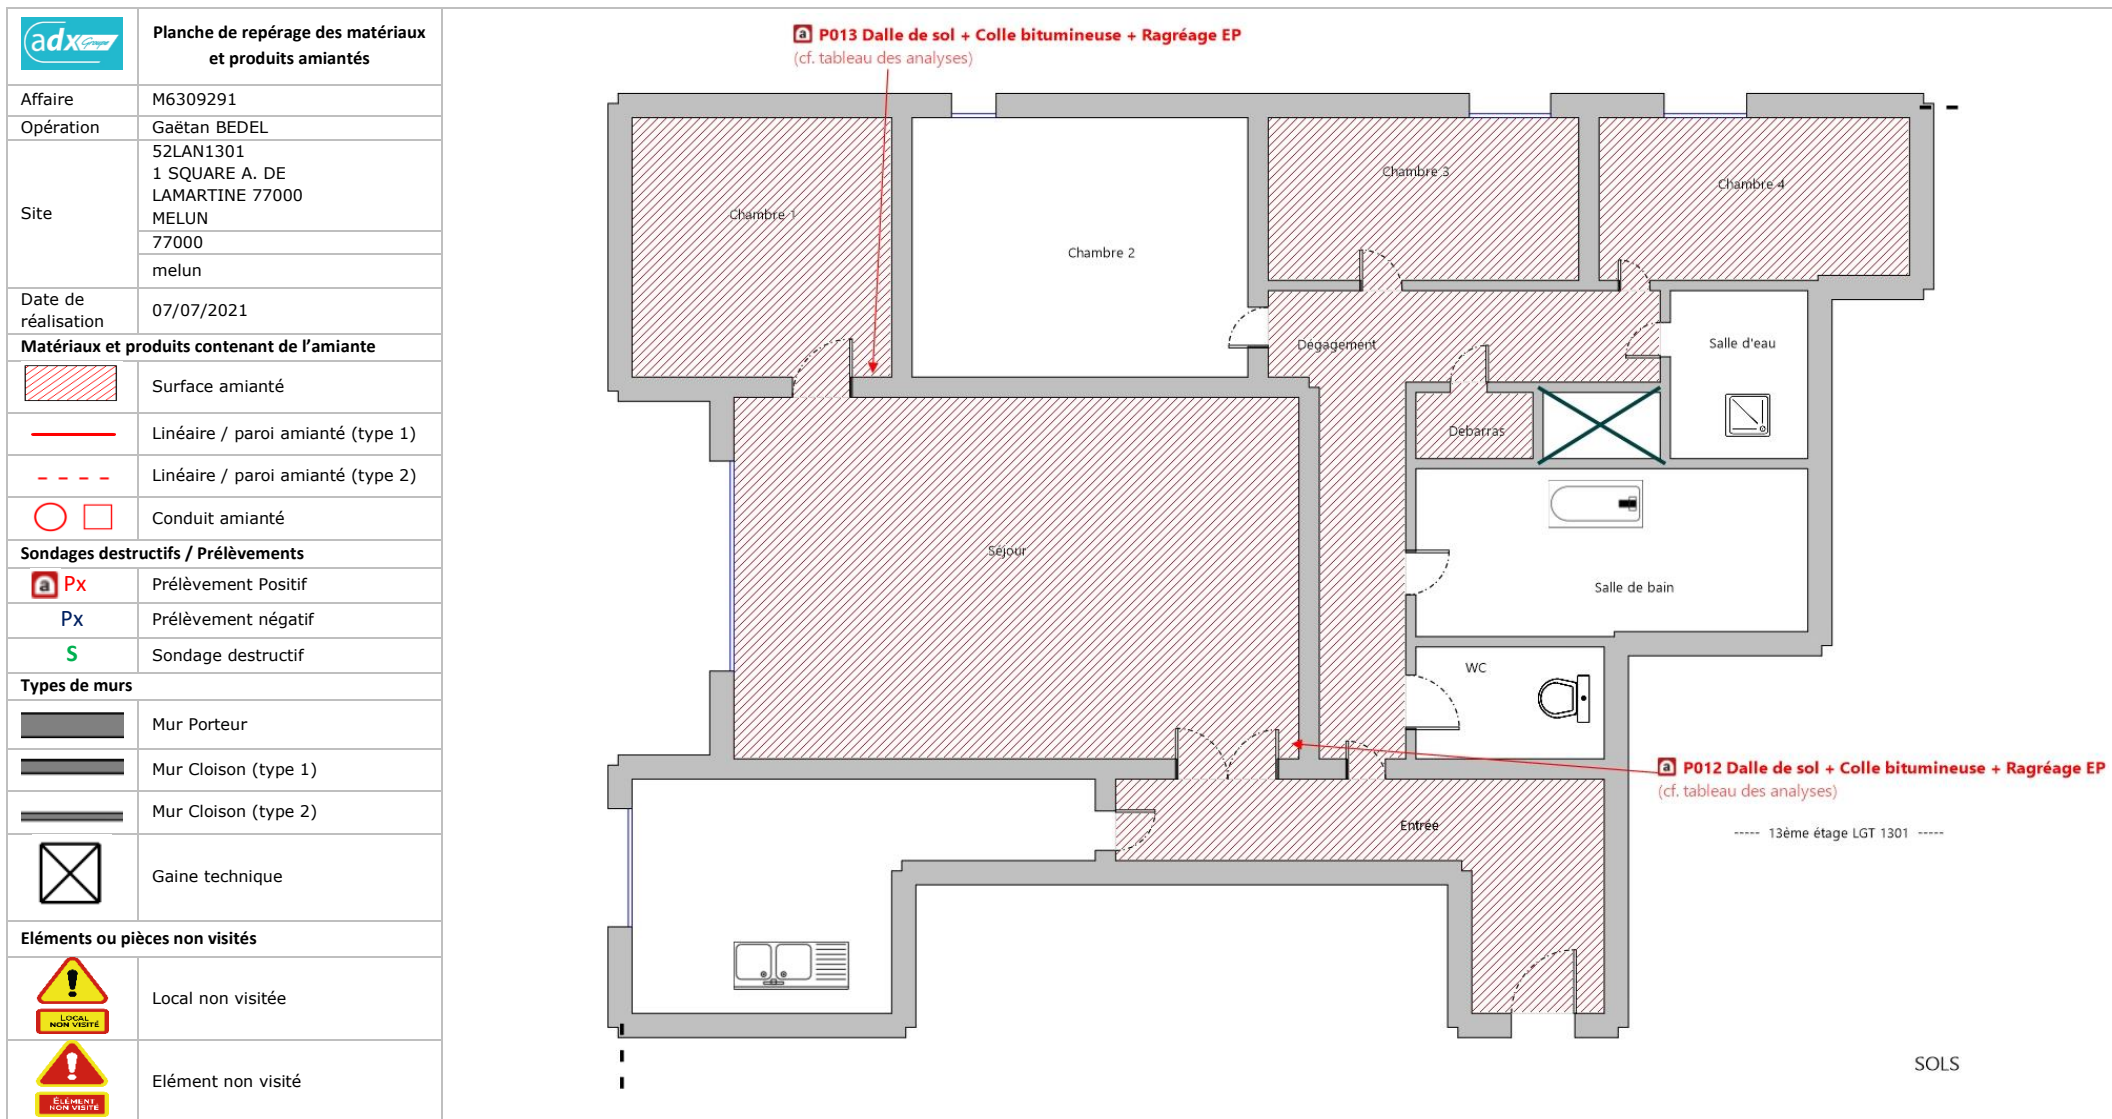 adx Groupe
Planche de repérage des matériaux
et produits amiantés
Affaire
M6309291
Opération
Gaëtan BEDEL
Site
52LAN1301
1 SQUARE A. DE
LAMARTINE 77000
MELUN
77000
melun
Date de
réalisation
07/07/2021
Matériaux et produits contenant de l'amiante
Surface amianté
Linéaire / paroi amianté (type 1)
Linéaire / paroi amianté (type 2)
Conduit amianté
Sondages destructifs / Prélèvements
a Px
Prélèvement Positif
Px
Prélèvement négatif
S
Sondage destructif
Types de murs
Mur Porteur
Mur Cloison (type 1)
Mur Cloison (type 2)
Gaine technique
Eléments ou pièces non visités
LOCAL
NON VISITÉ
Local non visitée
ÉLÉMENT
NON VISITÉ
Elément non visité
a P013 Dalle de sol + Colle bitumineuse + Ragréage EP
(cf. tableau des analyses)
Chambre 1
Chambre 2
Chambre 3
Chambre 4
Dégagement
Salle d'eau
Debarras
Séjour
Salle de bain
WC
a P012 Dalle de sol + Colle bitumineuse + Ragréage EP
(cf. tableau des analyses)
Entrée
----- 13ème étage LGT 1301 -----
SOLS